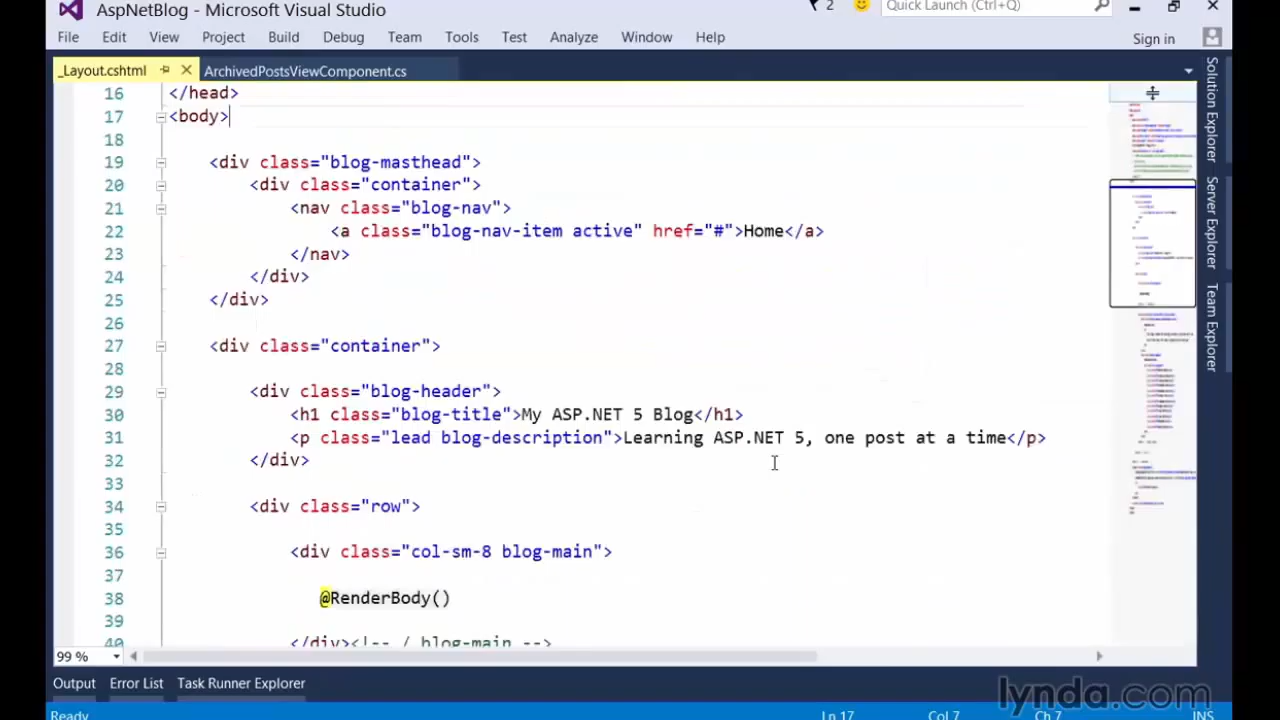 AspNetBlog - Microsoft Visual Studio
2
Quick Launch (Ctrl+Q)
File Edit View Project Build Debug Team Tools Test Analyze Window Help
Sign in
_Layout.cshtml ArchivedPostsViewComponent.cs
16 </head>
17 <body>
18
19 <div class="blog-masthead">
20 <div class="container">
21 <nav class="blog-nav">
22 <a class="blog-nav-item active" href="#">Home</a>
23 </nav>
24 </div>
25 </div>
26
27 <div class="container">
28
29 <div class="blog-header">
30 <h1 class="blog-title">My ASP.NET 5 Blog</h1>
31 <p class="lead blog-description">Learning ASP.NET 5, one post at a time</p>
32 </div>
33
34 <div class="row">
35
36 <div class="col-sm-8 blog-main">
37
38 @RenderBody()
39
40 </div><!-- / blog-main -->
99 %
Solution Explorer
Server Explorer
Team Explorer
Output Error List Task Runner Explorer
lynda.com
Ready Ln 17 Col 7 Ch 7 INS